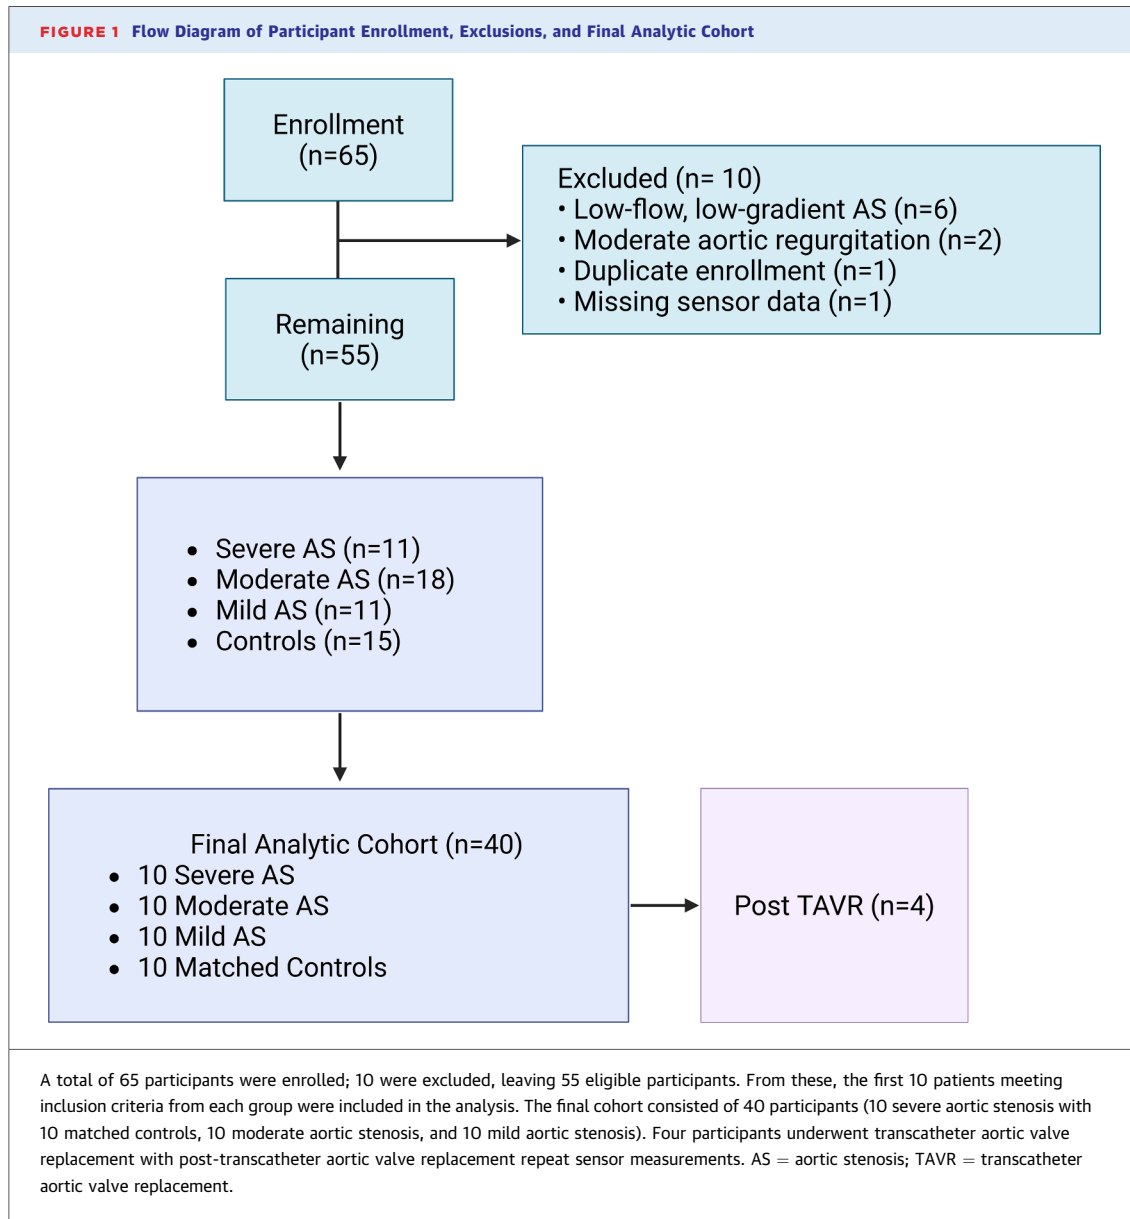 FIGURE 1 Flow Diagram of Participant Enrollment, Exclusions, and Final Analytic Cohort
Enrollment
(n=65)
Excluded (n= 10)
• Low-flow, low-gradient AS (n=6)
• Moderate aortic regurgitation (n=2)
• Duplicate enrollment (n=1)
• Missing sensor data (n=1)
Remaining
(n=55)
• Severe AS (n=11)
• Moderate AS (n=18)
• Mild AS (n=11)
• Controls (n=15)
Final Analytic Cohort (n=40)
• 10 Severe AS
• 10 Moderate AS
• 10 Mild AS
• 10 Matched Controls
Post TAVR (n=4)
A total of 65 participants were enrolled; 10 were excluded, leaving 55 eligible participants. From these, the first 10 patients meeting
inclusion criteria from each group were included in the analysis. The final cohort consisted of 40 participants (10 severe aortic stenosis with
10 matched controls, 10 moderate aortic stenosis, and 10 mild aortic stenosis). Four participants underwent transcatheter aortic valve
replacement with post-transcatheter aortic valve replacement repeat sensor measurements. AS = aortic stenosis; TAVR = transcatheter
aortic valve replacement.